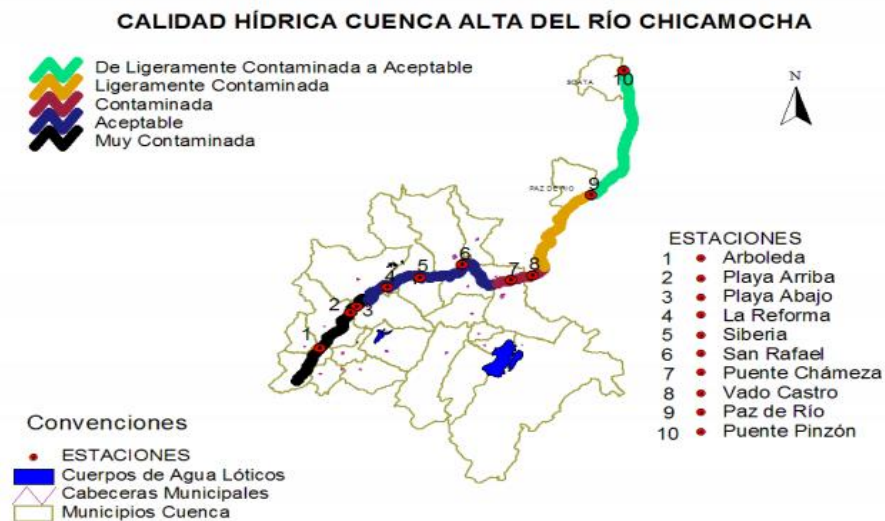 CALIDAD HÍDRICA CUENCA ALTA DEL RÍO CHICAMOCHA
De Ligeramente Contaminada a Aceptable
Ligeramente Contaminada
Contaminada
Aceptable
Muy Contaminada
N
10
9
PAZ DE RIO
8
7
6
5
4
3
2
1
ESTACIONES
1 Arboleda
2 Playa Arriba
3 Playa Abajo
4 La Reforma
5 Siberia
6 San Rafael
7 Puente Chámeza
8 Vado Castro
9 Paz de Río
10 Puente Pinzón
Convenciones
ESTACIONES
Cuerpos de Agua Lóticos
Cabeceras Municipales
Municipios Cuenca